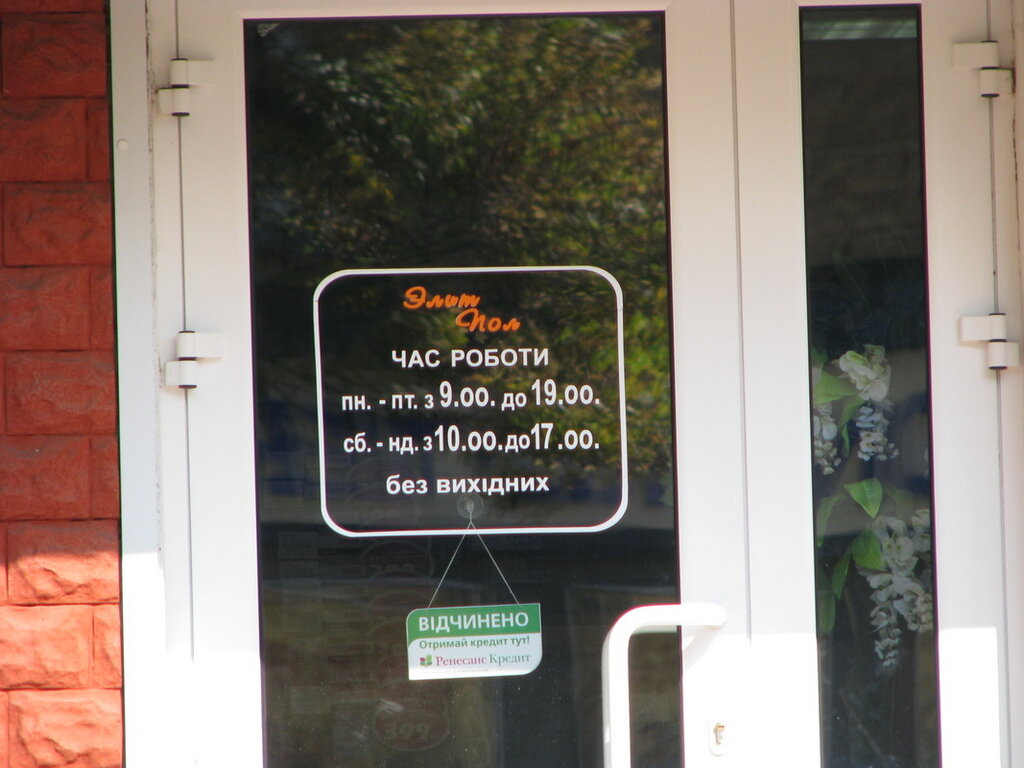 Элит
Пол
ЧАС РОБОТИ
пн. - пт. з 9.00. до 19.00.
сб. - нд. з 10.00. до 17.00.
без вихідних
ВІДЧИНЕНО
Отримай кредит тут!
Ренесанс Кредит
399